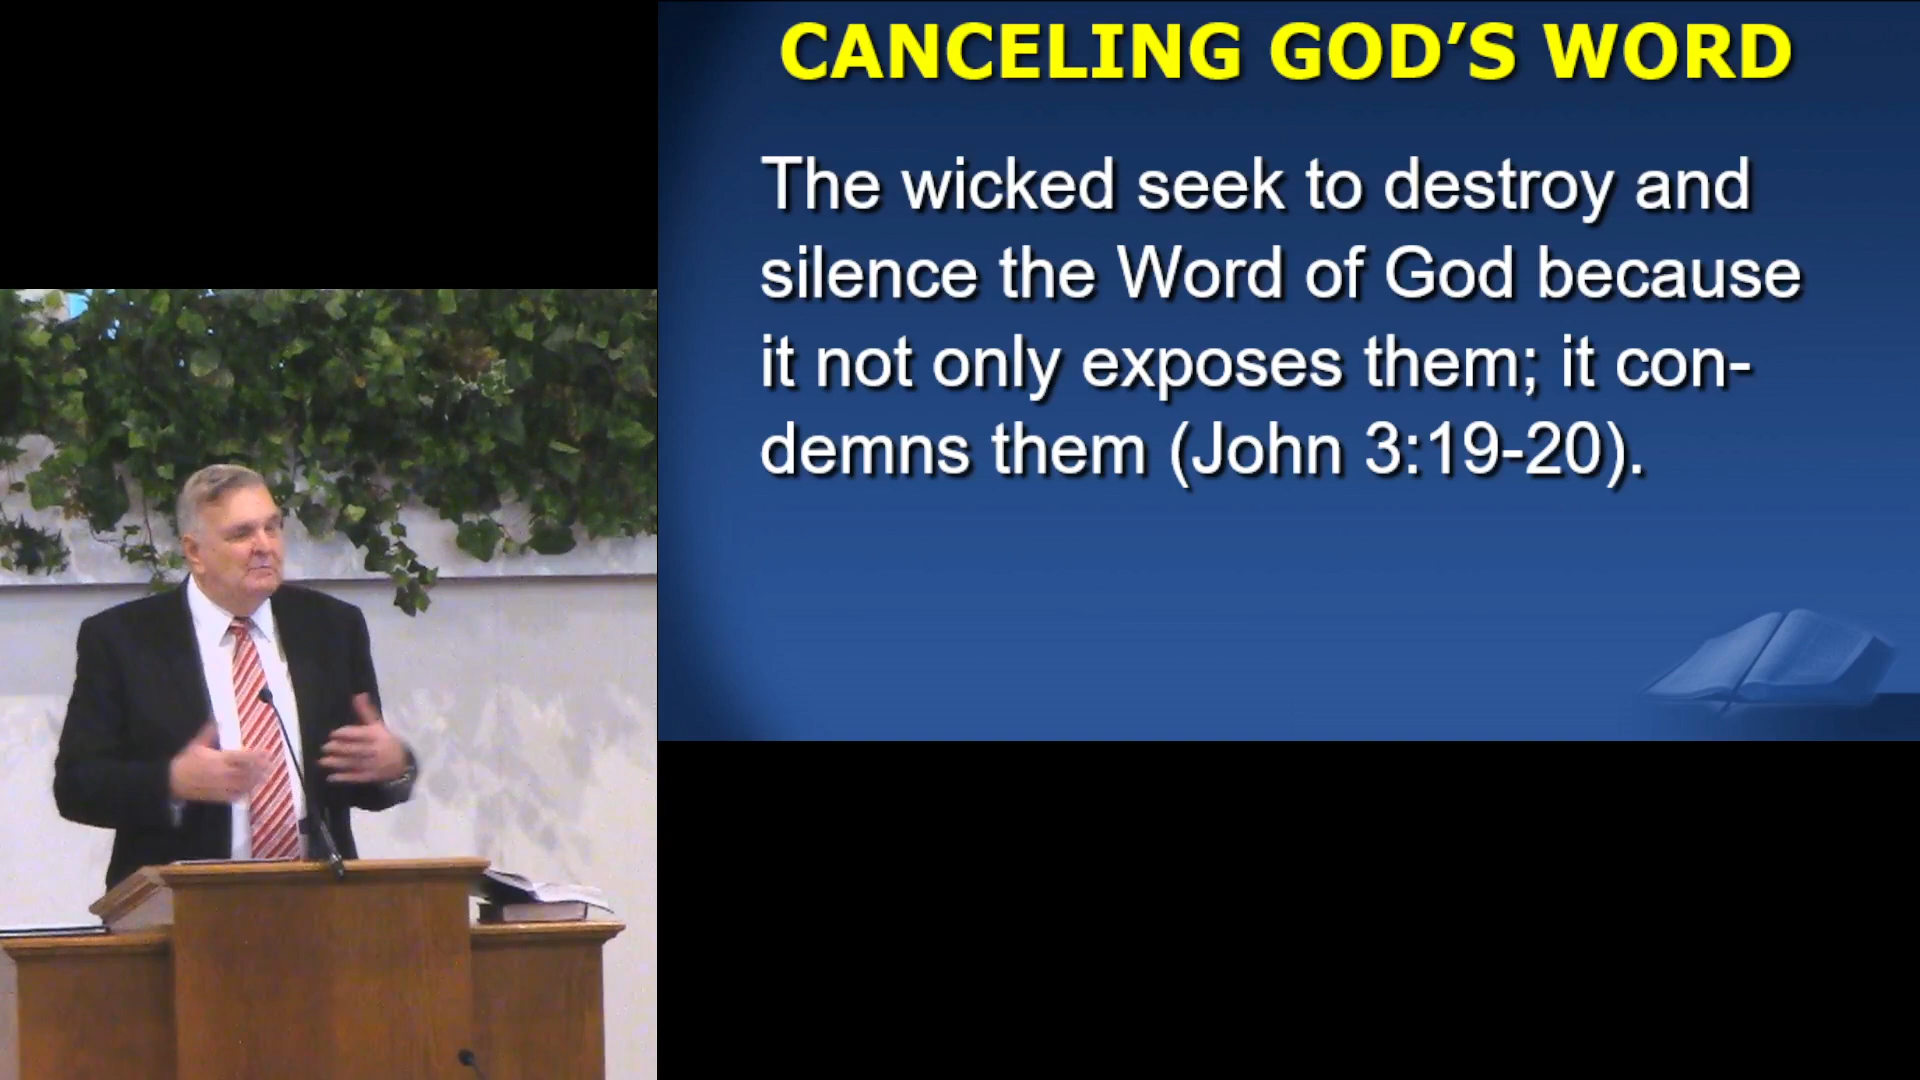 CANCELING GOD’S WORD
The wicked seek to destroy and
silence the Word of God because
it not only exposes them; it con-
demns them (John 3:19-20).